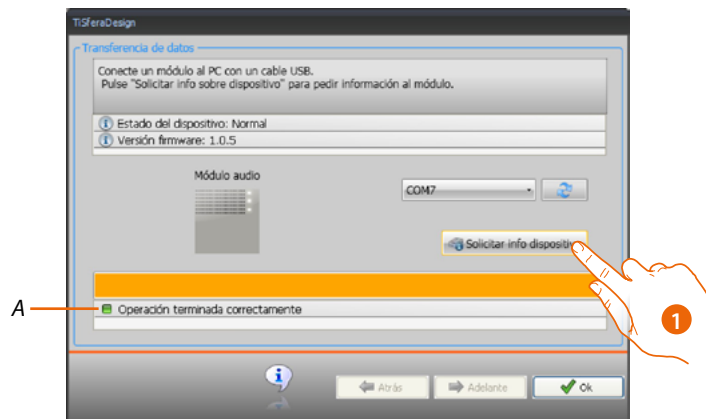 TiSferaDesign
Transferencia de datos
Conecte un módulo al PC con un cable USB.
Pulse "Solicitar info sobre dispositivo" para pedir información al módulo.
Estado del dispositivo: Normal
Versión firmware: 1.0.5
Módulo audio
COM7
Solicitar info dispositivo
1
A
Operación terminada correctamente
Atrás
Adelante
Ok